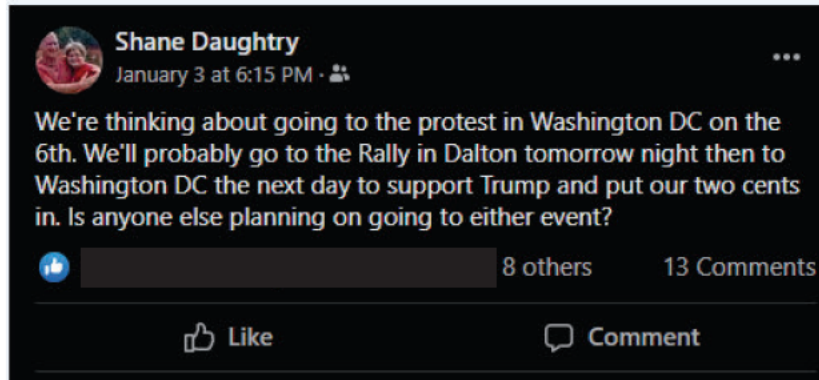 Shane Daughtry
January 3 at 6:15 PM ·
We're thinking about going to the protest in Washington DC on the
6th. We'll probably go to the Rally in Dalton tomorrow night then to
Washington DC the next day to support Trump and put our two cents
in. Is anyone else planning on going to either event?
8 others 13 Comments
Like Comment